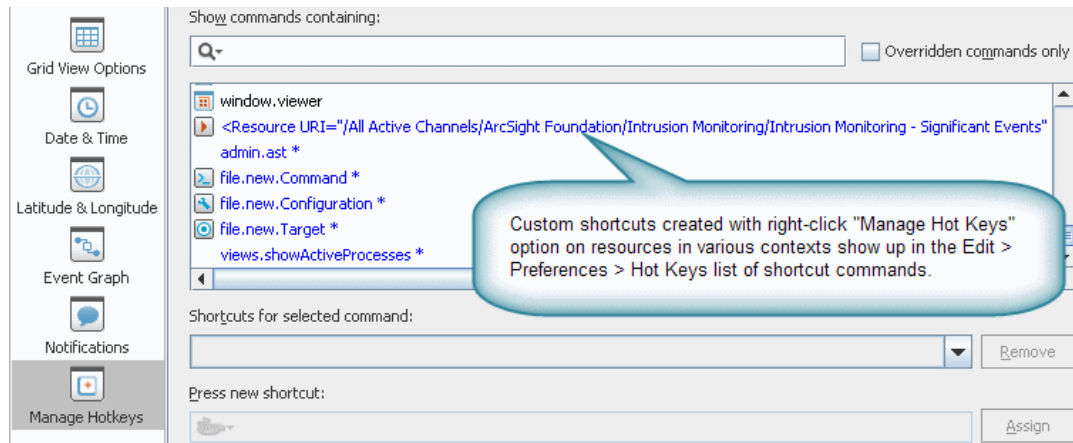 Show commands containing:
Overridden commands only
Grid View Options
Date & Time
Latitude & Longitude
Event Graph
Notifications
Manage Hotkeys
window.viewer
<Resource URI="/All Active Channels/ArcSight Foundation/Intrusion Monitoring/Intrusion Monitoring - Significant Events"
admin.ast *
file.new.Command *
file.new.Configuration *
file.new.Target *
views.showActiveProcesses *
Custom shortcuts created with right-click "Manage Hot Keys"
option on resources in various contexts show up in the Edit >
Preferences > Hot Keys list of shortcut commands.
Shortcuts for selected command:
Remove
Press new shortcut:
Assign